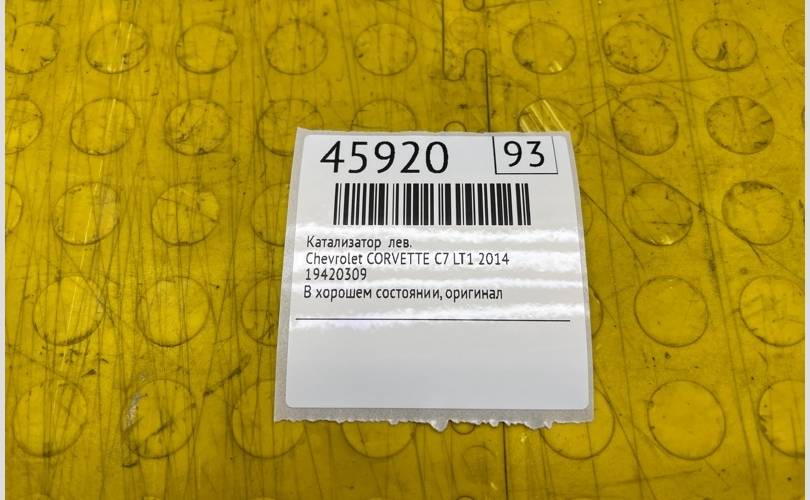 45920 93
Катализатор лев.
Chevrolet CORVETTE C7 LT1 2014
19420309
В хорошем состоянии, оригинал